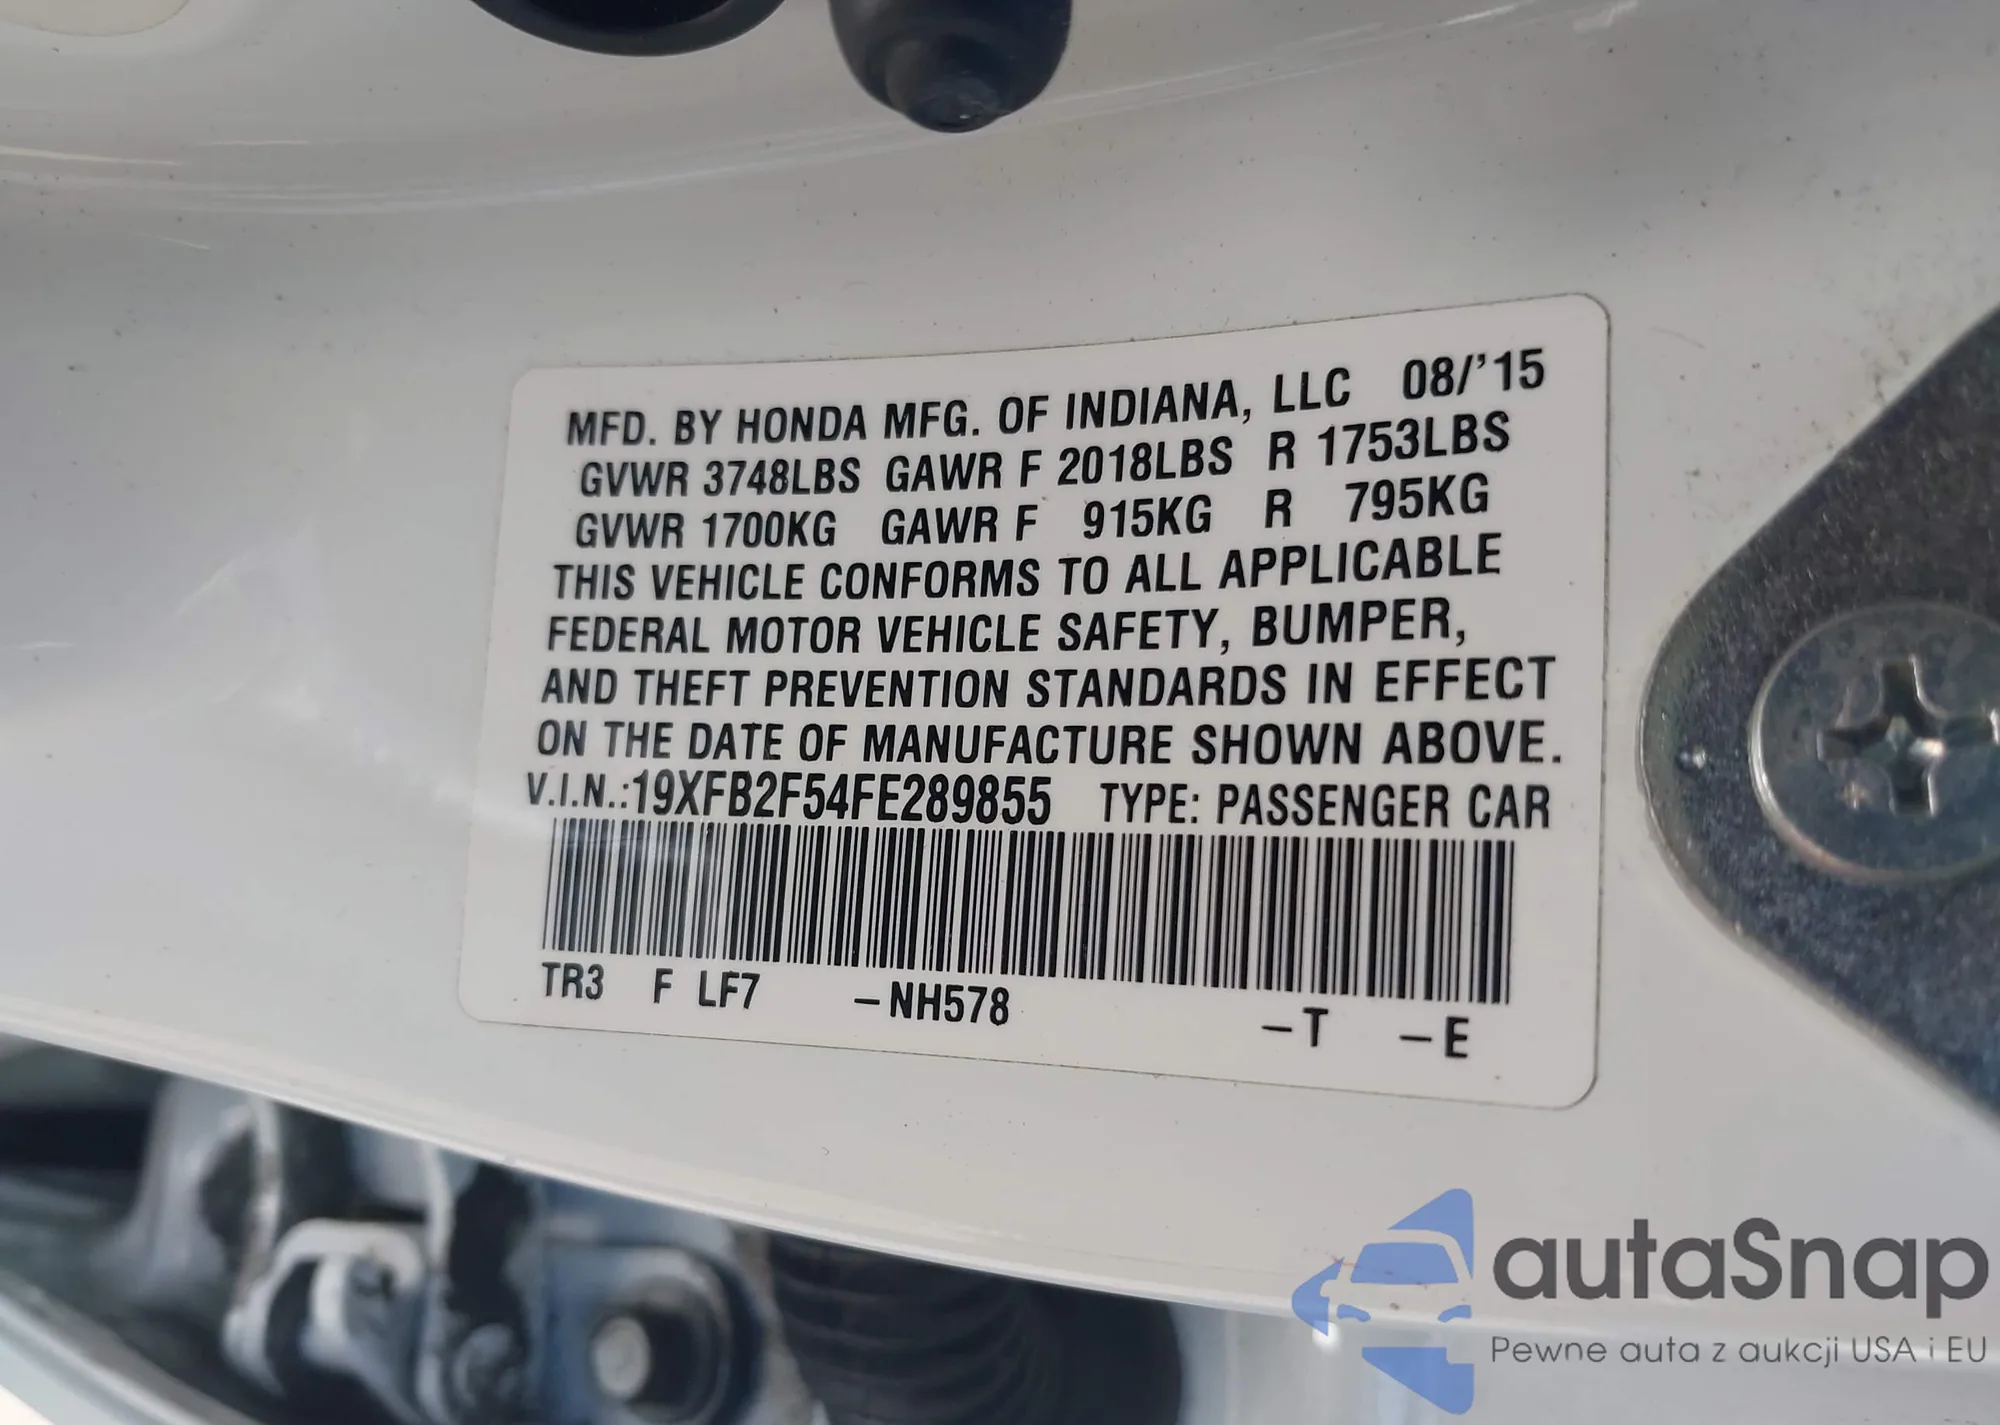 MFD. BY HONDA MFG. OF INDIANA, LLC 08/'15
GVWR 3748LBS GAWR F 2018LBS R 1753LBS
GVWR 1700KG GAWR F 915KG R 795KG
THIS VEHICLE CONFORMS TO ALL APPLICABLE
FEDERAL MOTOR VEHICLE SAFETY, BUMPER,
AND THEFT PREVENTION STANDARDS IN EFFECT
ON THE DATE OF MANUFACTURE SHOWN ABOVE.
V.I.N.:19XFB2F54FE289855 TYPE: PASSENGER CAR
TR3 F LF7 –NH578 –T –E
autaSnap
Pewne auta z aukcji USA i EU